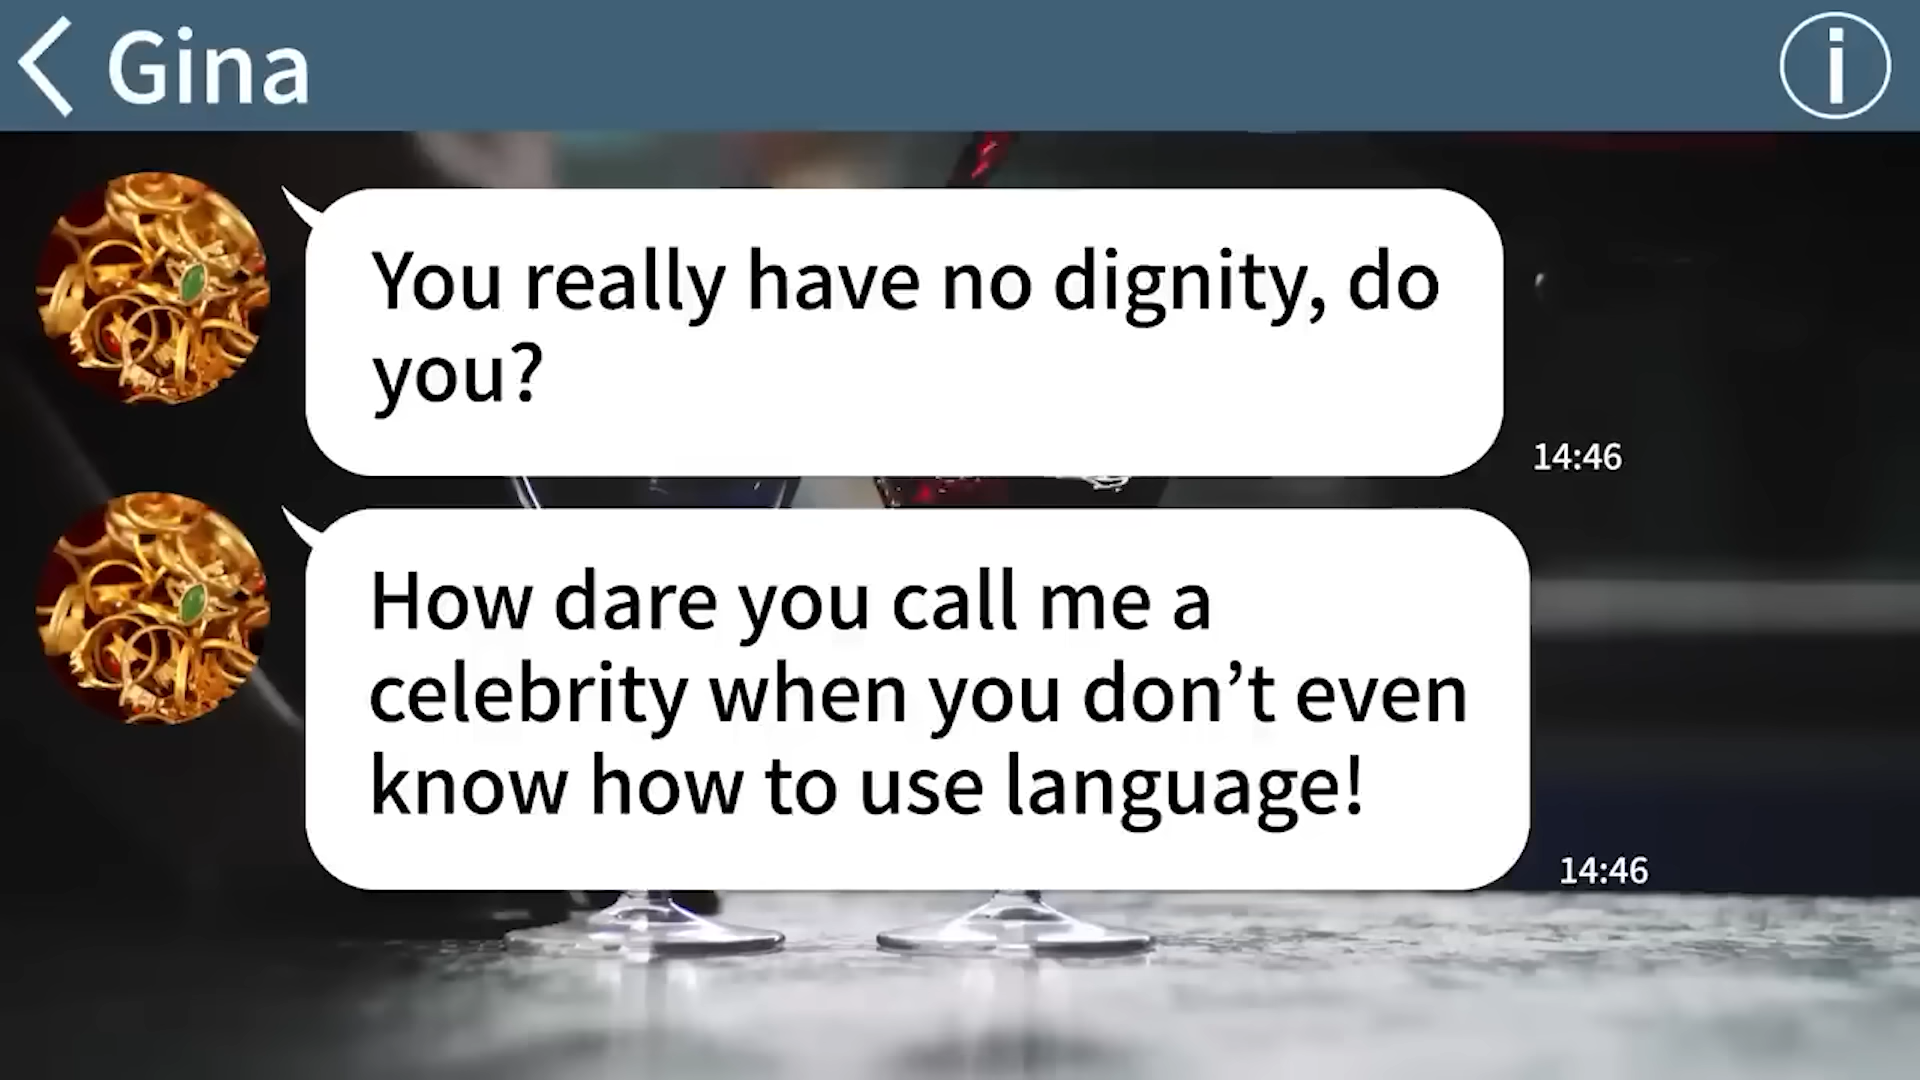 Gina
You really have no dignity, do
you?
14:46
How dare you call me a
celebrity when you don’t even
know how to use language!
14:46